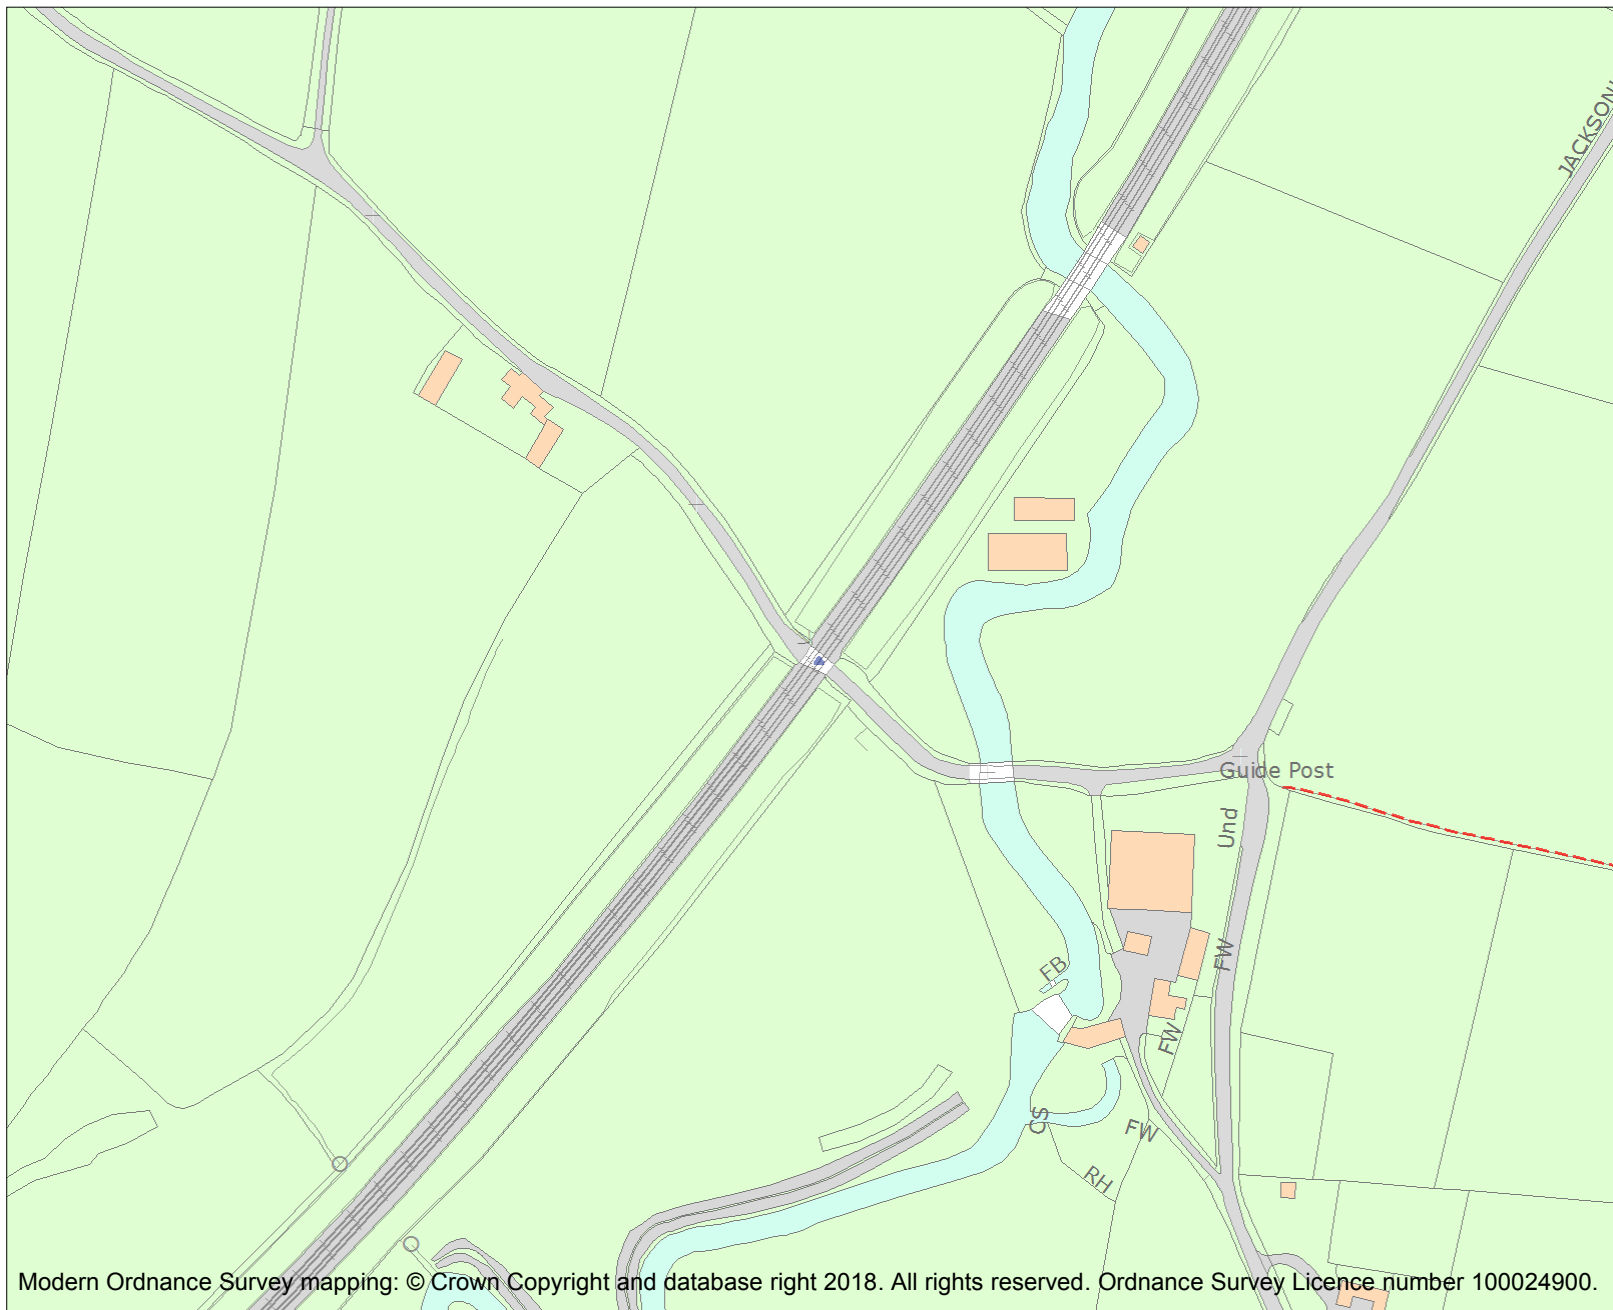 JACKSON
Guide Post
Und
FW
FB
FW
CS
FW
RH
Modern Ordnance Survey mapping: © Crown Copyright and database right 2018. All rights reserved. Ordnance Survey Licence number 100024900.